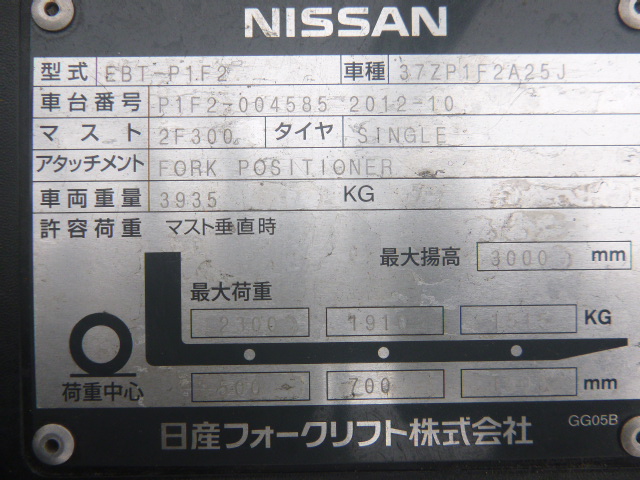 NISSAN
型式 EBT-P1F2 車種 37ZP1F2A25J
車台番号 P1F2-004585 2012-10
マスト 2F300 タイヤ SINGLE
アタッチメント FORK POSITIONER
車両重量 3935 KG
許容荷重 マスト垂直時
最大揚高 3000 mm
最大荷重
2300 1910 KG
荷重中心 700 mm
日産フォークリフト株式会社 GG05B